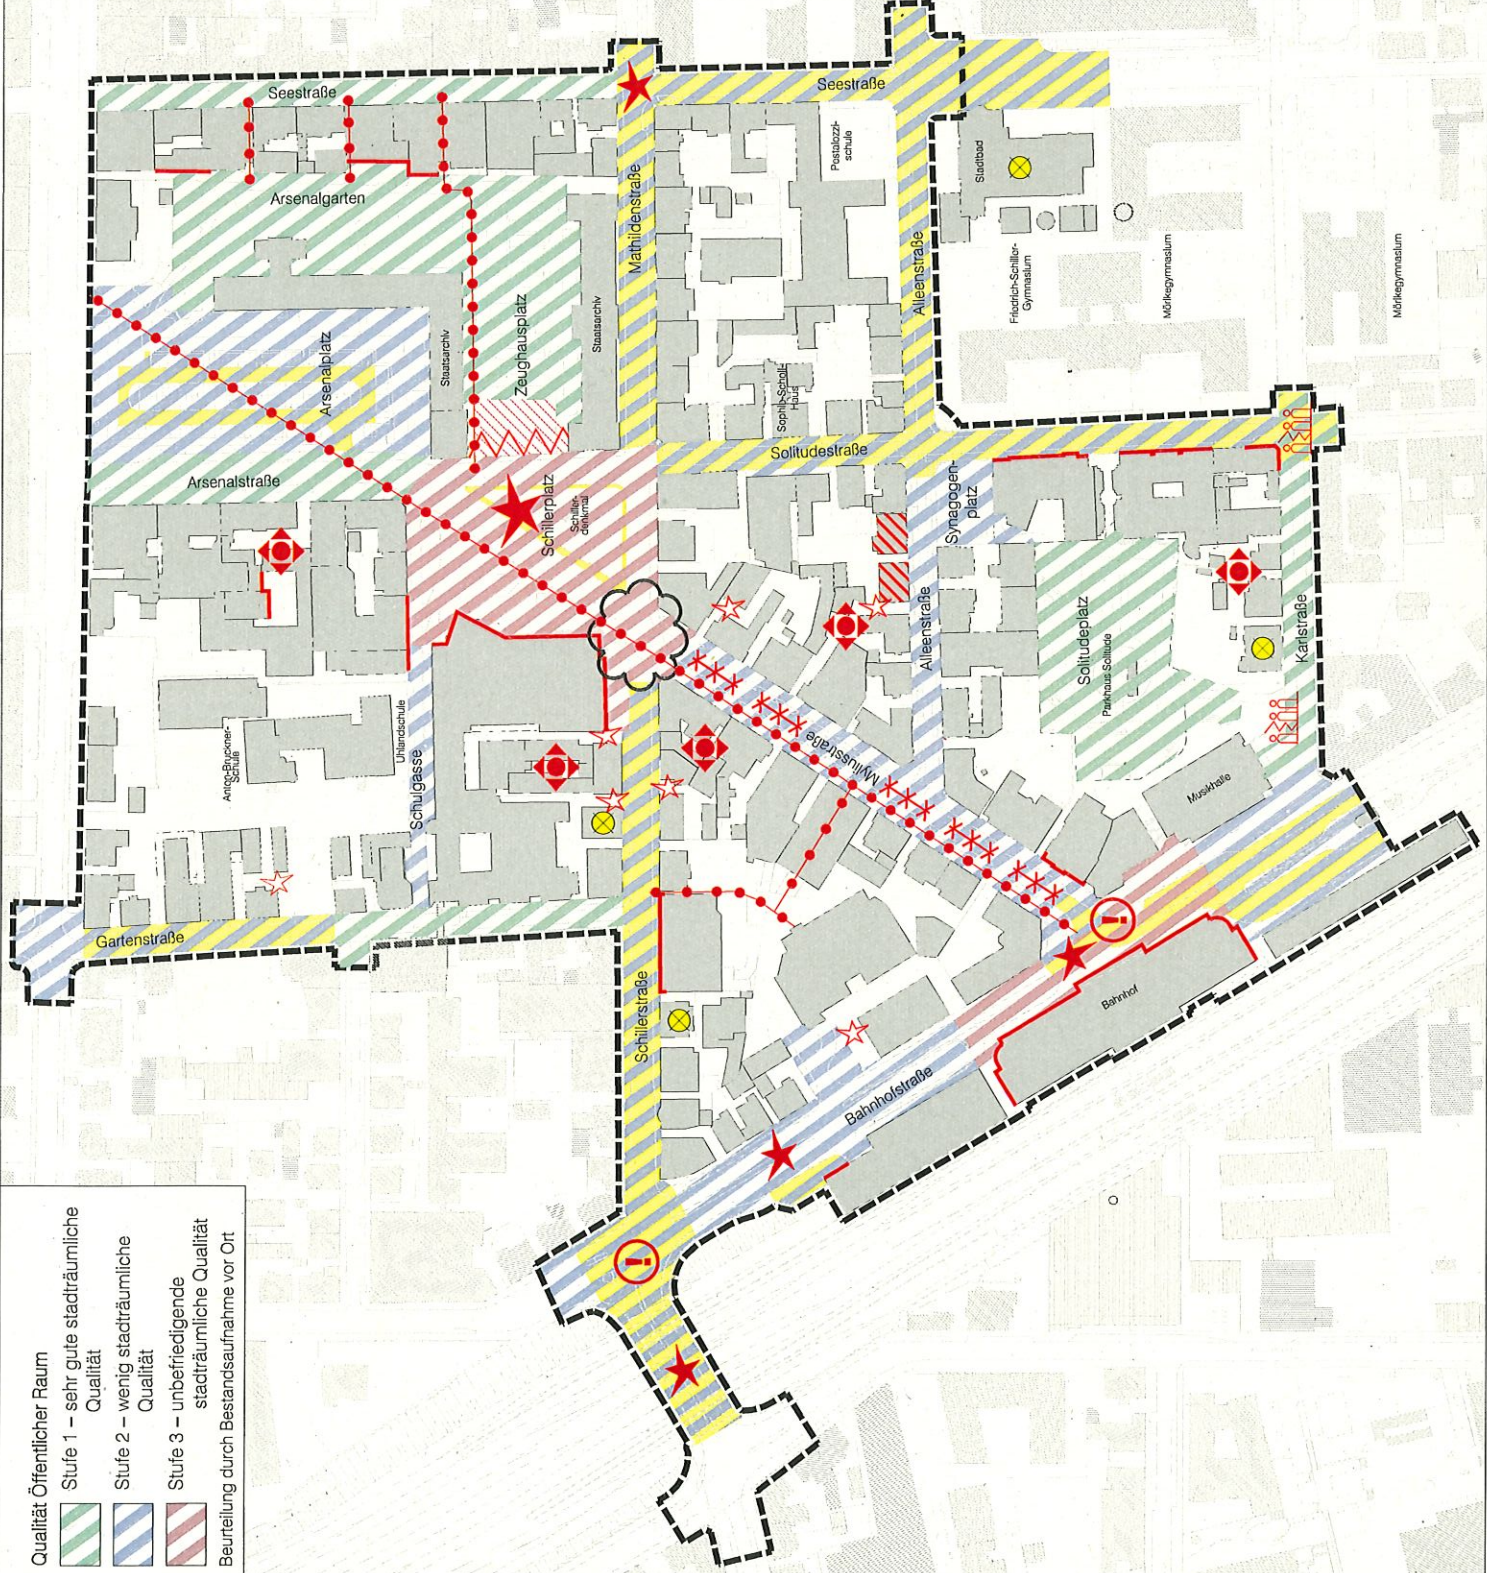 Seestraße
Seestraße
Arsenalgarten
Mathildenstraße
Pestalozzi-
schule
Stadtbad
Alleenstraße
Friedrich-Schiller-
Gymnasium
Mörikegymnasium
Mörikegymnasium
Arsenalplatz
Staatsarchiv
Zeughausplatz
Staatsarchiv
Sophie-Scholl-
Haus
Arsenalstraße
Schillerplatz
Schiller-
denkmal
Solitudestraße
Synagogen-
platz
Alleenstraße
Solitudeplatz
Parkhaus Solitude
Karlstraße
Anton-Bruckner-
Schule
Uhlandschule
Schulgasse
Myliusstraße
Musikhalle
Gartenstraße
Schillerstraße
Bahnhofstraße
Bahnhof
Qualität Öffentlicher Raum
Stufe 1 – sehr gute stadträumliche
Qualität
Stufe 2 – wenig stadträumliche
Qualität
Stufe 3 – unbefriedigende
stadträumliche Qualität
Beurteilung durch Bestandsaufnahme vor Ort